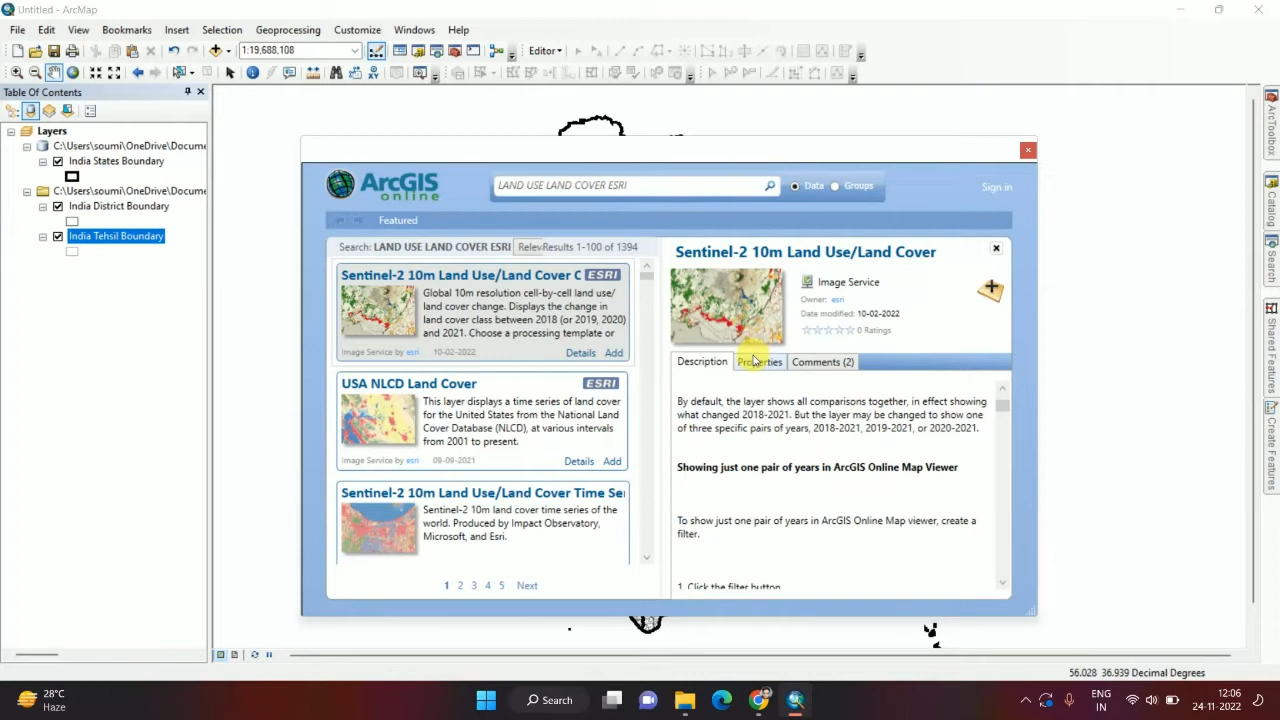 Untitled - ArcMap
File Edit View Bookmarks Insert Selection Geoprocessing Customize Windows Help
1:19,688,108
Editor
Table Of Contents
Layers
C:\Users\soumi\OneDrive\Docume
India States Boundary
C:\Users\soumi\OneDrive\Docume
India District Boundary
India Tehsil Boundary
ArcGIS
online
LAND USE LAND COVER ESRI
Data Groups
Sign in
Featured
Search: LAND USE LAND COVER ESRI
Relev
Results 1-100 of 1394
Sentinel-2 10m Land Use/Land Cover C
ESRI
Global 10m resolution cell-by-cell land use/
land cover change. Displays the change in
land cover class between 2018 (or 2019, 2020)
and 2021. Choose a processing template or
Image Service by esri 10-02-2022 Details Add
USA NLCD Land Cover
ESRI
This layer displays a time series of land cover
for the United States from the National Land
Cover Database (NLCD), at various intervals
from 2001 to present.
Image Service by esri 09-09-2021 Details Add
Sentinel-2 10m Land Use/Land Cover Time Se
Sentinel-2 10m land cover time series of the
world. Produced by Impact Observatory,
Microsoft, and Esri.
1 2 3 4 5 Next
Sentinel-2 10m Land Use/Land Cover
Image Service
Owner: esri
Date modified: 10-02-2022
0 Ratings
Description Properties Comments (2)
By default, the layer shows all comparisons together, in effect showing
what changed 2018-2021. But the layer may be changed to show one
of three specific pairs of years, 2018-2021, 2019-2021, or 2020-2021.
Showing just one pair of years in ArcGIS Online Map Viewer
To show just one pair of years in ArcGIS Online Map viewer, create a
filter.
1. Click the filter button
ArcToolbox
Catalog
Search
Shared Features
Create Features
56.028 36.939 Decimal Degrees
28°C
Haze
Search
ENG
IN
12:06
24-11-2022